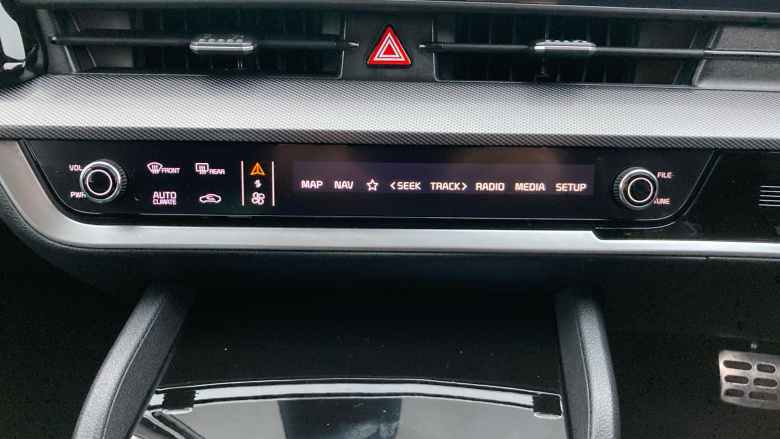 VOL
PWR
FRONT
REAR
AUTO
CLIMATE
MAP NAV <SEEK TRACK> RADIO MEDIA SETUP
FILE
TUNE